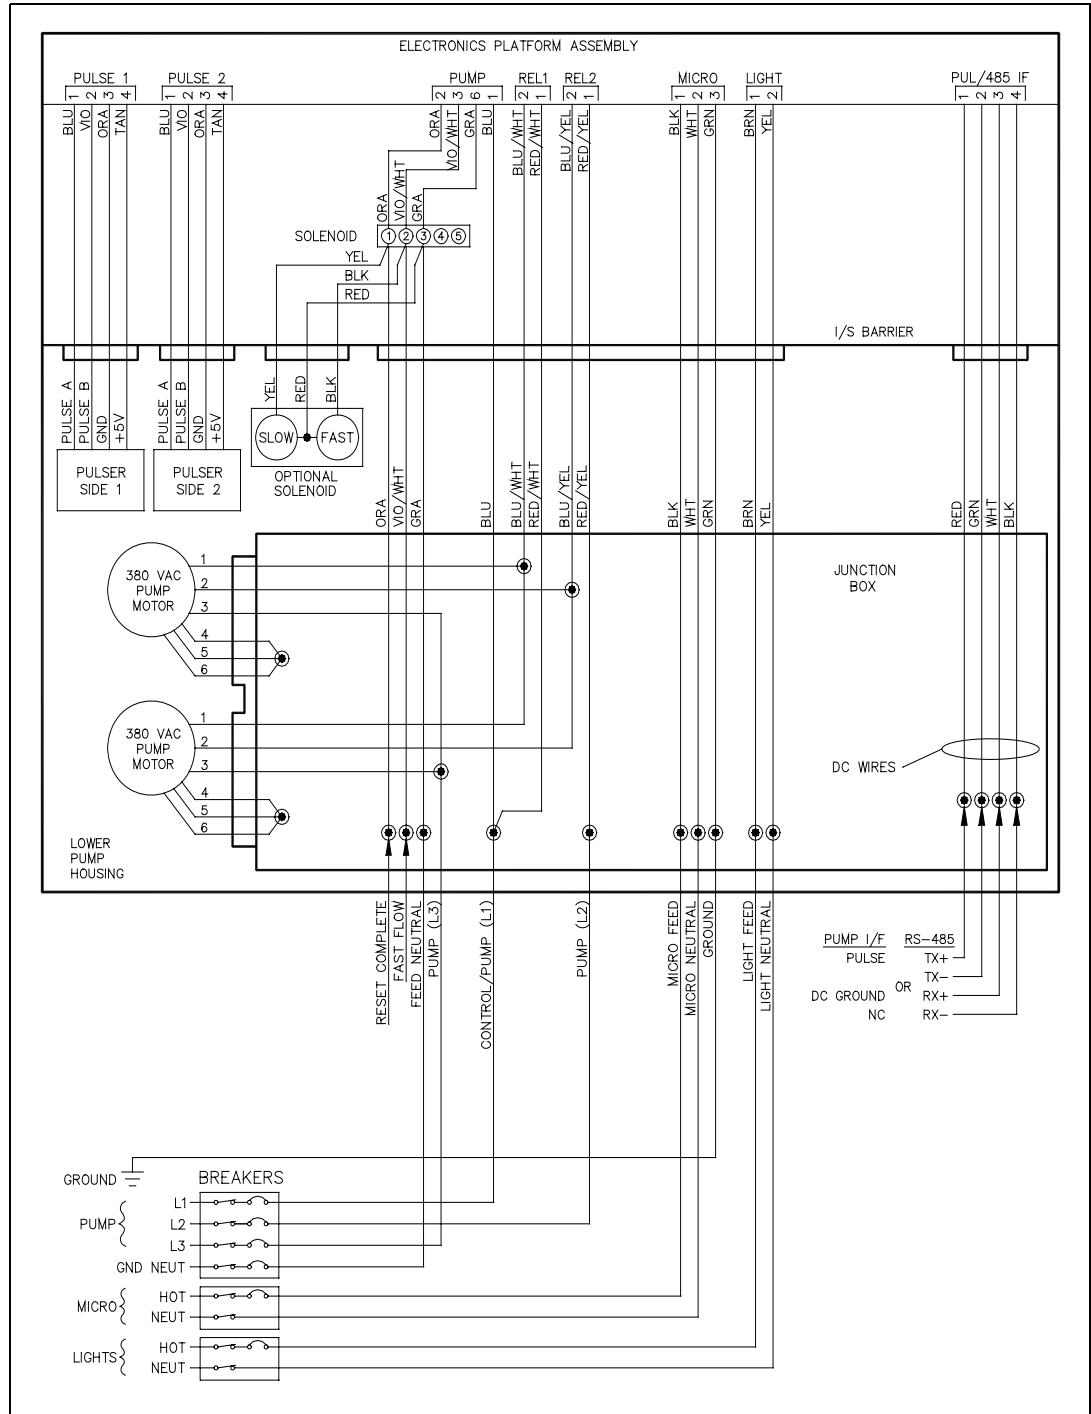 ELECTRONICS PLATFORM ASSEMBLY
PULSE 1
PULSE 2
PUMP
REL1
REL2
MICRO
LIGHT
PUL/485 IF
1 2 3 4
1 2 3 4
2 3 6 1
2 1
2 1
1 2 3
1 2
1 2 3 4
BLU
VIO
ORA
TAN
BLU
VIO
ORA
TAN
ORA
VIO/WHT
GRA
BLU
BLU/WHT
RED/WHT
BLU/YEL
RED/YEL
BLK
WHT
GRN
BRN
YEL
ORA
VIO/WHT
GRA
SOLENOID
1 2 3 4 5
YEL
BLK
RED
I/S BARRIER
PULSE A
PULSE B
GND
+5V
PULSE A
PULSE B
GND
+5V
YEL
RED
BLK
SLOW
FAST
PULSER
SIDE 1
PULSER
SIDE 2
OPTIONAL
SOLENOID
ORA
VIO/WHT
GRA
BLU
BLU/WHT
RED/WHT
BLU/YEL
RED/YEL
BLK
WHT
GRN
BRN
YEL
RED
GRN
WHT
BLK
380 VAC
PUMP
MOTOR
1
2
3
4
5
6
JUNCTION
BOX
380 VAC
PUMP
MOTOR
1
2
3
4
5
6
DC WIRES
LOWER
PUMP
HOUSING
RESET COMPLETE
FAST FLOW
FEED NEUTRAL
PUMP (L3)
CONTROL/PUMP (L1)
PUMP (L2)
MICRO FEED
MICRO NEUTRAL
GROUND
LIGHT FEED
LIGHT NEUTRAL
PUMP I/F RS-485
PULSE TX+
TX-
OR
DC GROUND RX+
NC RX-
GROUND
BREAKERS
PUMP
L1
L2
L3
GND NEUT
MICRO
HOT
NEUT
LIGHTS
HOT
NEUT